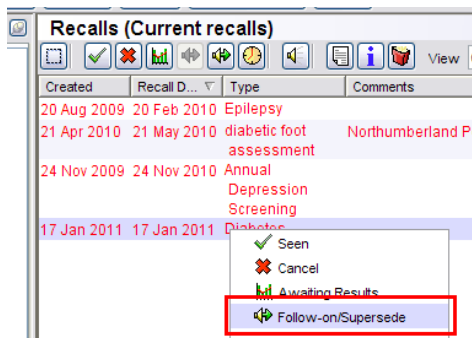 Recalls (Current recalls)
View
Created Recall D... Type Comments
20 Aug 2009 20 Feb 2010 Epilepsy
21 Apr 2010 21 May 2010 diabetic foot Northumberland P
assessment
24 Nov 2009 24 Nov 2010 Annual
Depression
Screening
17 Jan 2011 17 Jan 2011 Diabetes
Seen
Cancel
Awaiting Results
Follow-on/Supersede